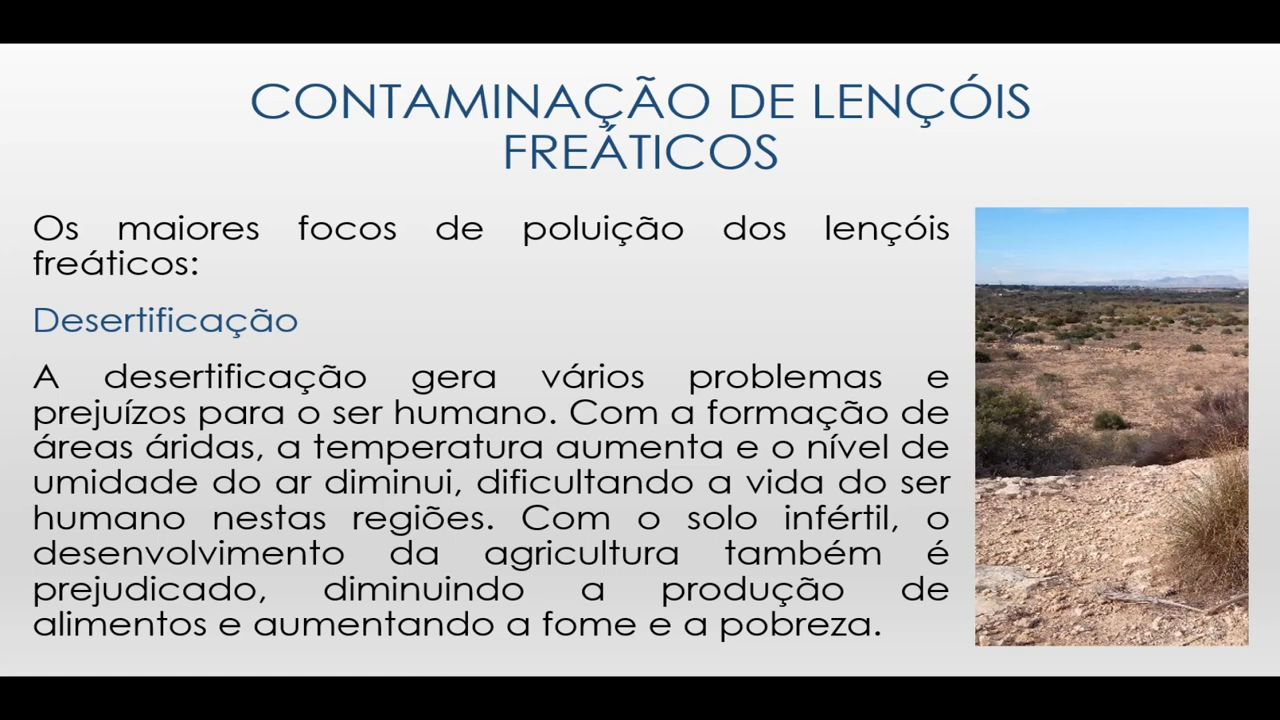 CONTAMINAÇÃO DE LENÇÓIS
FREÁTICOS
Os maiores focos de poluição dos lençóis
freáticos:
Desertificação
A desertificação gera vários problemas e
prejuízos para o ser humano. Com a formação de
áreas áridas, a temperatura aumenta e o nível de
umidade do ar diminui, dificultando a vida do ser
humano nestas regiões. Com o solo infértil, o
desenvolvimento da agricultura também é
prejudicado, diminuindo a produção de
alimentos e aumentando a fome e a pobreza.